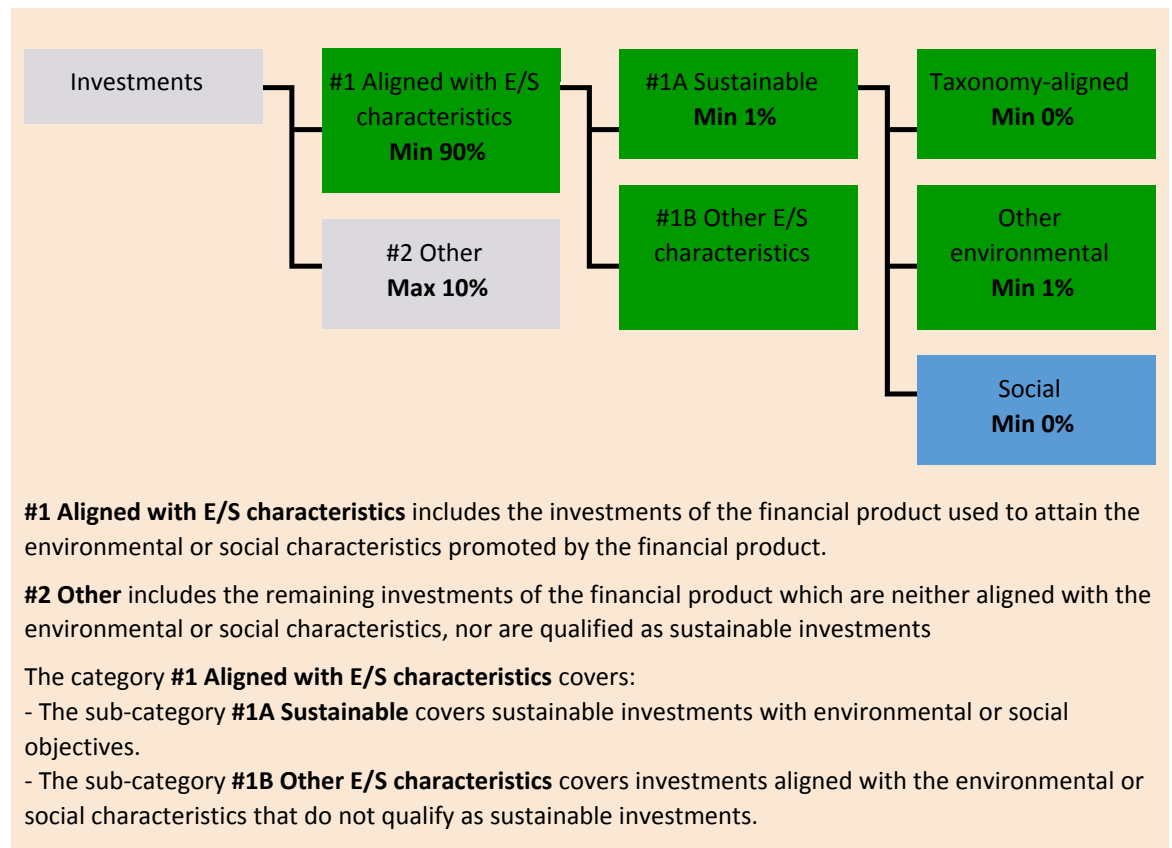 Investments
#1 Aligned with E/S
characteristics
Min 90%
#2 Other
Max 10%
#1A Sustainable
Min 1%
#1B Other E/S
characteristics
Taxonomy-aligned
Min 0%
Other
environmental
Min 1%
Social
Min 0%
#1 Aligned with E/S characteristics includes the investments of the financial product used to attain the
environmental or social characteristics promoted by the financial product.
#2 Other includes the remaining investments of the financial product which are neither aligned with the
environmental or social characteristics, nor are qualified as sustainable investments
The category #1 Aligned with E/S characteristics covers:
- The sub-category #1A Sustainable covers sustainable investments with environmental or social
objectives.
- The sub-category #1B Other E/S characteristics covers investments aligned with the environmental or
social characteristics that do not qualify as sustainable investments.